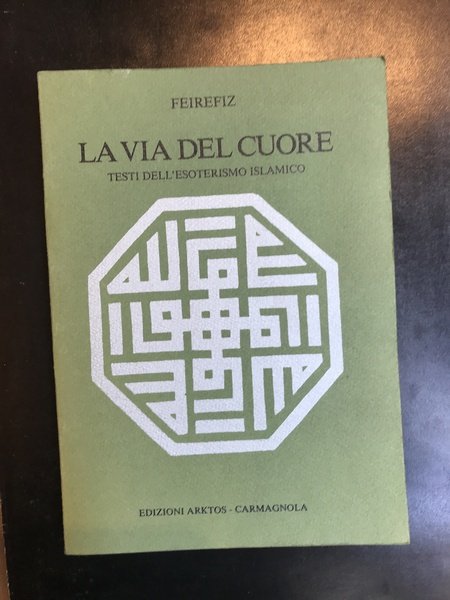 FEIREFIZ
LA VIA DEL CUORE
TESTI DELL'ESOTERISMO ISLAMICO
EDIZIONI ARKTOS - CARMAGNOLA